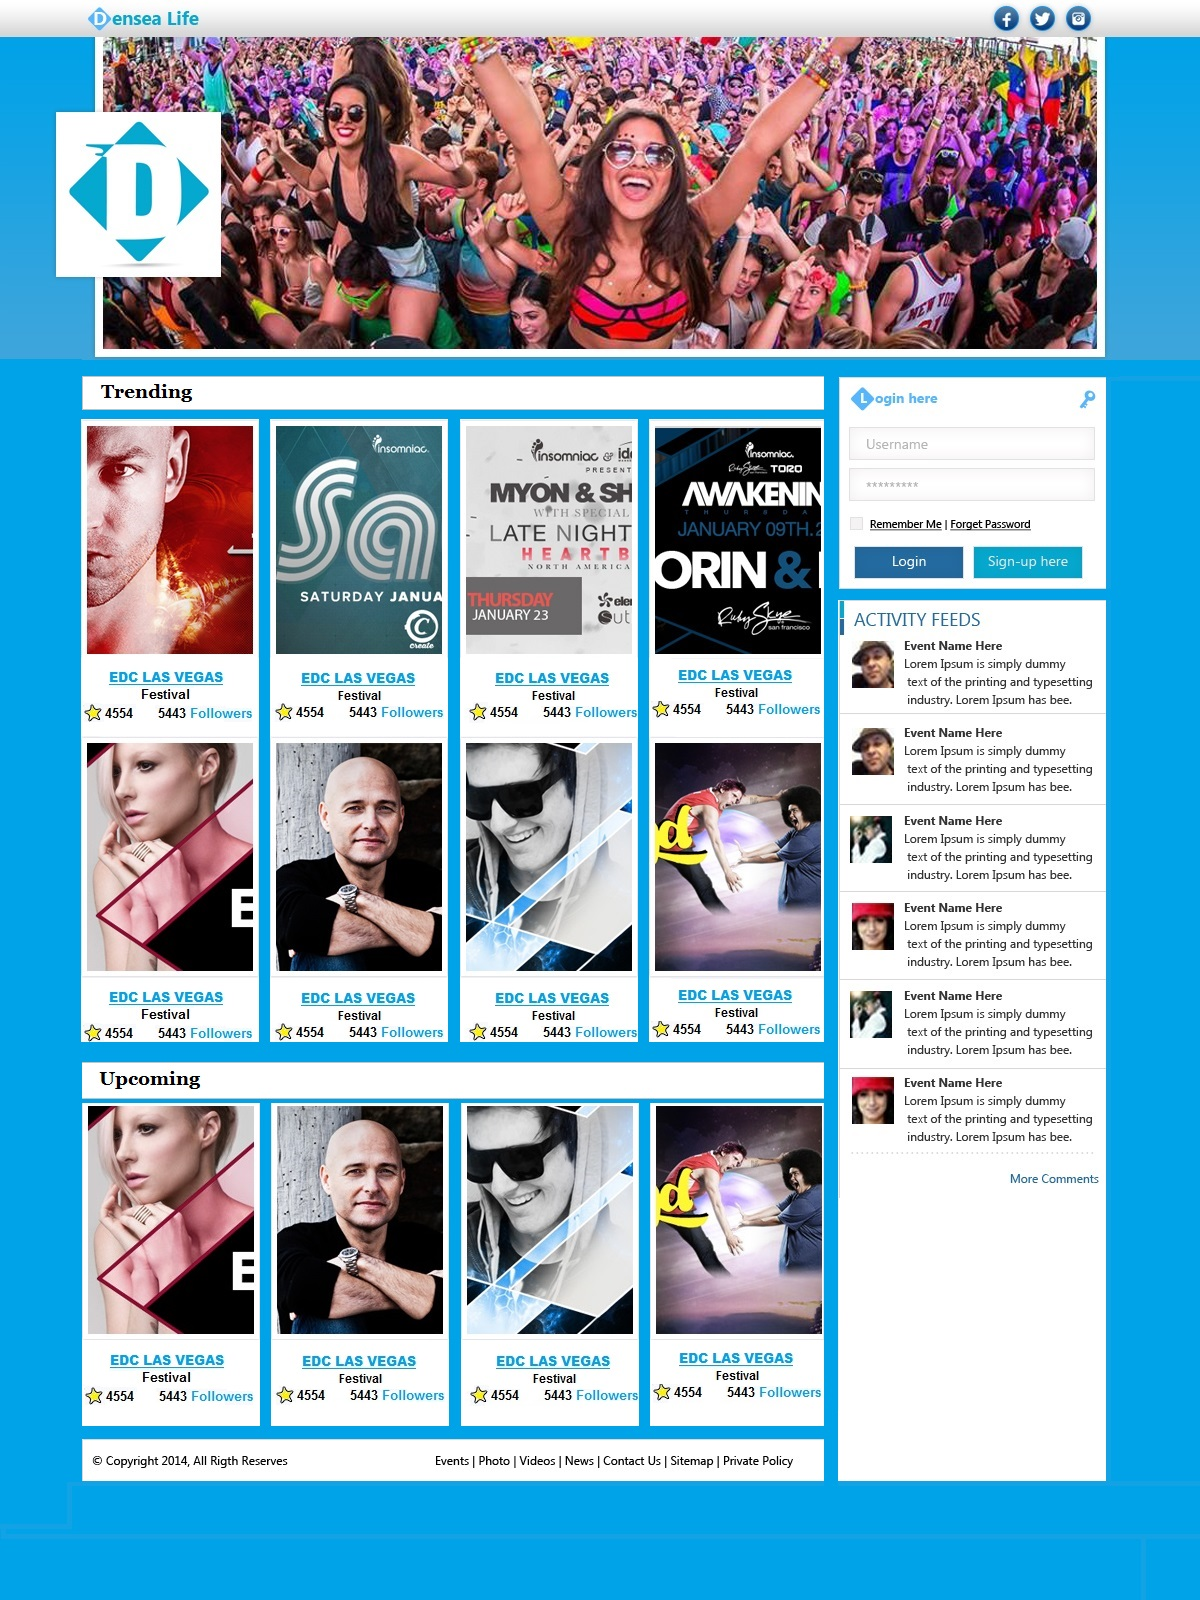 Densea Life
D
NEW YORK
Trending
insomniac
Sa
SATURDAY JANUA
C
create
insomniac & id
PRESENT
MYON & SH
WITH SPECIAL
LATE NIGHT
HEARTB
NORTH AMERICA
THURSDAY
JANUARY 23
elen
Out
insomniac
Ruby Skye TORO
AWAKENIN
THURSDA
JANUARY 09TH.2
ORIN &
Ruby Skye
san francisco
EDC LAS VEGAS
Festival
4554 5443 Followers
EDC LAS VEGAS
Festival
4554 5443 Followers
EDC LAS VEGAS
Festival
4554 5443 Followers
EDC LAS VEGAS
Festival
4554 5443 Followers
E
d
EDC LAS VEGAS
Festival
4554 5443 Followers
EDC LAS VEGAS
Festival
4554 5443 Followers
EDC LAS VEGAS
Festival
4554 5443 Followers
EDC LAS VEGAS
Festival
4554 5443 Followers
Upcoming
E
d
EDC LAS VEGAS
Festival
4554 5443 Followers
EDC LAS VEGAS
Festival
4554 5443 Followers
EDC LAS VEGAS
Festival
4554 5443 Followers
EDC LAS VEGAS
Festival
4554 5443 Followers
Login here
Username
*********
Remember Me | Forget Password
Login Sign-up here
ACTIVITY FEEDS
Event Name Here
Lorem Ipsum is simply dummy
text of the printing and typesetting
industry. Lorem Ipsum has bee.
Event Name Here
Lorem Ipsum is simply dummy
text of the printing and typesetting
industry. Lorem Ipsum has bee.
Event Name Here
Lorem Ipsum is simply dummy
text of the printing and typesetting
industry. Lorem Ipsum has bee.
Event Name Here
Lorem Ipsum is simply dummy
text of the printing and typesetting
industry. Lorem Ipsum has bee.
Event Name Here
Lorem Ipsum is simply dummy
text of the printing and typesetting
industry. Lorem Ipsum has bee.
Event Name Here
Lorem Ipsum is simply dummy
text of the printing and typesetting
industry. Lorem Ipsum has bee.
More Comments
© Copyright 2014, All Rigth Reserves
Events | Photo | Videos | News | Contact Us | Sitemap | Private Policy